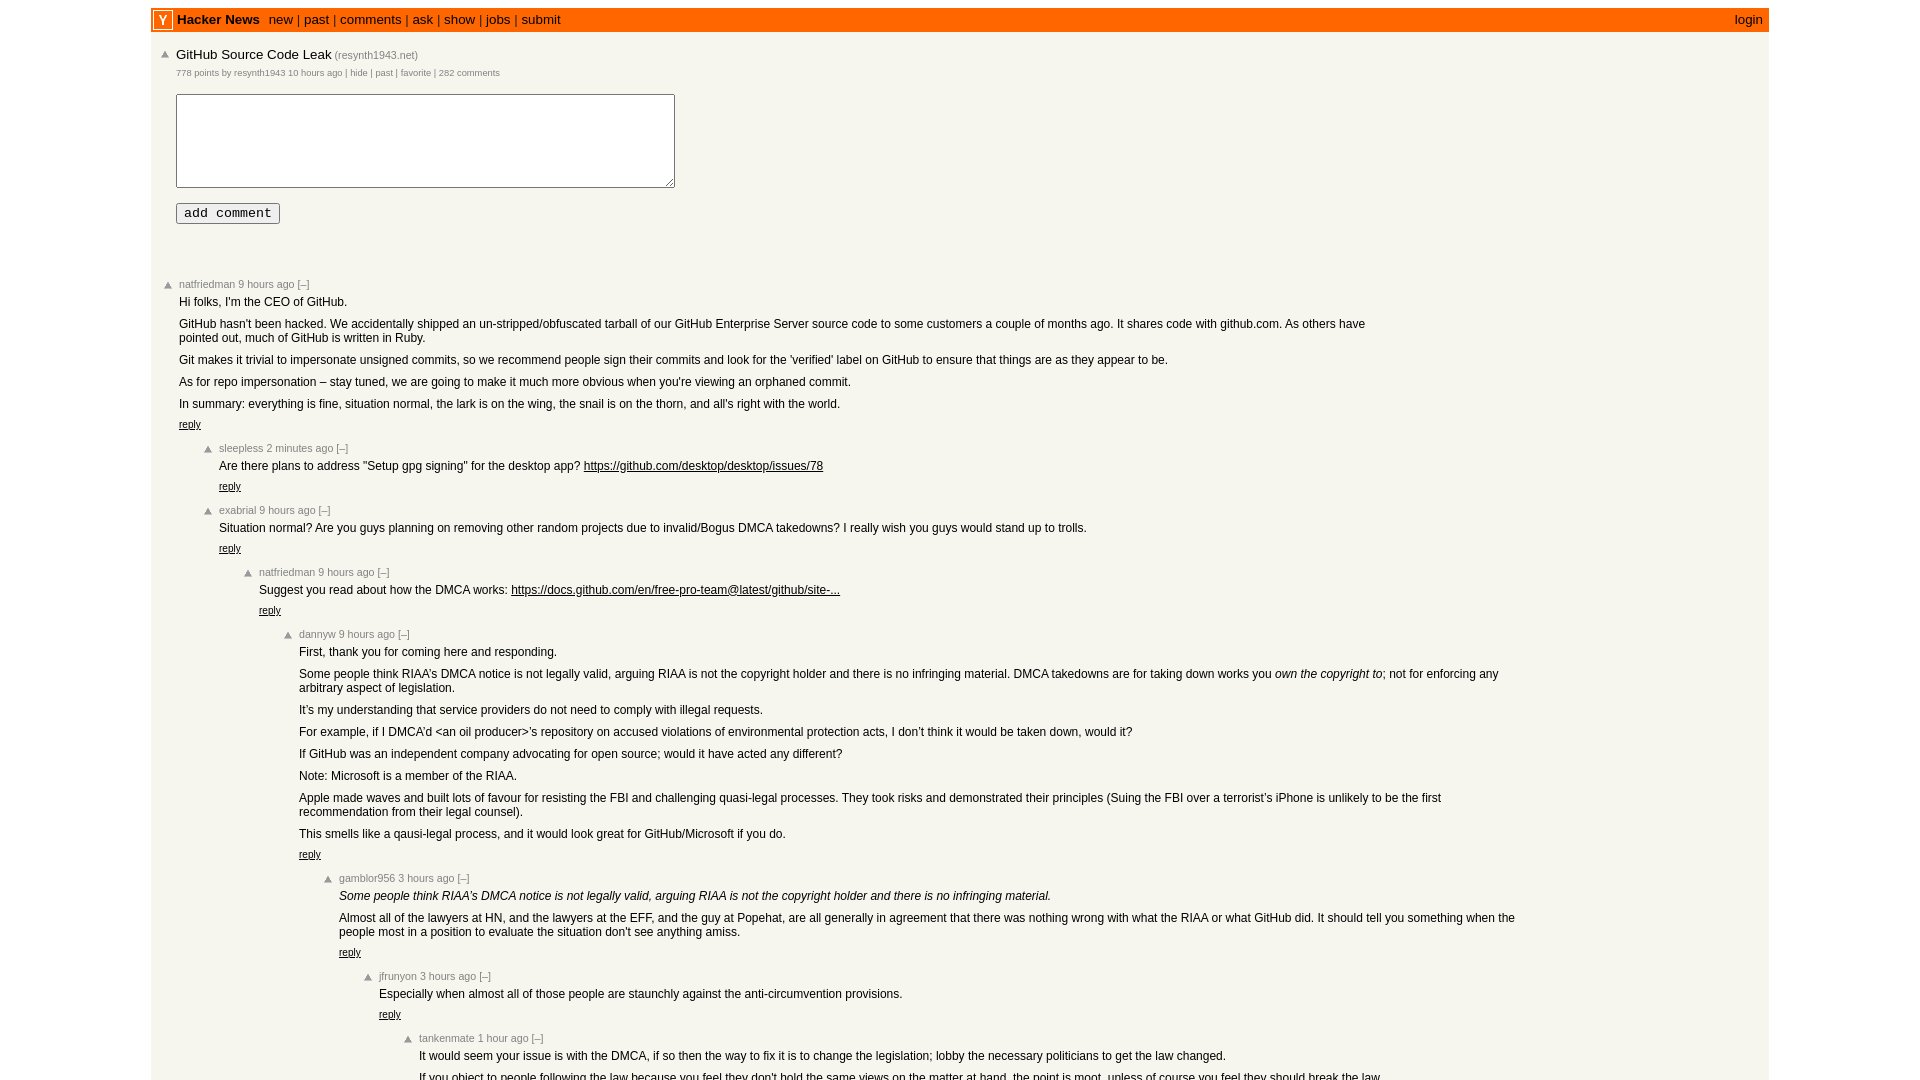 Y Hacker News new | past | comments | ask | show | jobs | submit login
GitHub Source Code Leak (resynth1943.net)
778 points by resynth1943 10 hours ago | hide | past | favorite | 282 comments
add comment
natfriedman 9 hours ago [–]
Hi folks, I'm the CEO of GitHub.
GitHub hasn't been hacked. We accidentally shipped an un-stripped/obfuscated tarball of our GitHub Enterprise Server source code to some customers a couple of months ago. It shares code with github.com. As others have
pointed out, much of GitHub is written in Ruby.
Git makes it trivial to impersonate unsigned commits, so we recommend people sign their commits and look for the 'verified' label on GitHub to ensure that things are as they appear to be.
As for repo impersonation – stay tuned, we are going to make it much more obvious when you're viewing an orphaned commit.
In summary: everything is fine, situation normal, the lark is on the wing, the snail is on the thorn, and all's right with the world.
reply
sleepless 2 minutes ago [–]
Are there plans to address "Setup gpg signing" for the desktop app? https://github.com/desktop/desktop/issues/78
reply
exabrial 9 hours ago [–]
Situation normal? Are you guys planning on removing other random projects due to invalid/Bogus DMCA takedowns? I really wish you guys would stand up to trolls.
reply
natfriedman 9 hours ago [–]
Suggest you read about how the DMCA works: https://docs.github.com/en/free-pro-team@latest/github/site-...
reply
dannyw 9 hours ago [–]
First, thank you for coming here and responding.
Some people think RIAA’s DMCA notice is not legally valid, arguing RIAA is not the copyright holder and there is no infringing material. DMCA takedowns are for taking down works you own the copyright to; not for enforcing any
arbitrary aspect of legislation.
It’s my understanding that service providers do not need to comply with illegal requests.
For example, if I DMCA’d <an oil producer>’s repository on accused violations of environmental protection acts, I don’t think it would be taken down, would it?
If GitHub was an independent company advocating for open source; would it have acted any different?
Note: Microsoft is a member of the RIAA.
Apple made waves and built lots of favour for resisting the FBI and challenging quasi-legal processes. They took risks and demonstrated their principles (Suing the FBI over a terrorist’s iPhone is unlikely to be the first
recommendation from their legal counsel).
This smells like a qausi-legal process, and it would look great for GitHub/Microsoft if you do.
reply
gamblor956 3 hours ago [–]
Some people think RIAA’s DMCA notice is not legally valid, arguing RIAA is not the copyright holder and there is no infringing material.
Almost all of the lawyers at HN, and the lawyers at the EFF, and the guy at Popehat, are all generally in agreement that there was nothing wrong with what the RIAA or what GitHub did. It should tell you something when the
people most in a position to evaluate the situation don't see anything amiss.
reply
jfrunyon 3 hours ago [–]
Especially when almost all of those people are staunchly against the anti-circumvention provisions.
reply
tankenmate 1 hour ago [–]
It would seem your issue is with the DMCA, if so then the way to fix it is to change the legislation; lobby the necessary politicians to get the law changed.
If you object to people following the law because you feel they don't hold the same views on the matter at hand, the point is moot, unless of course you feel they should break the law.